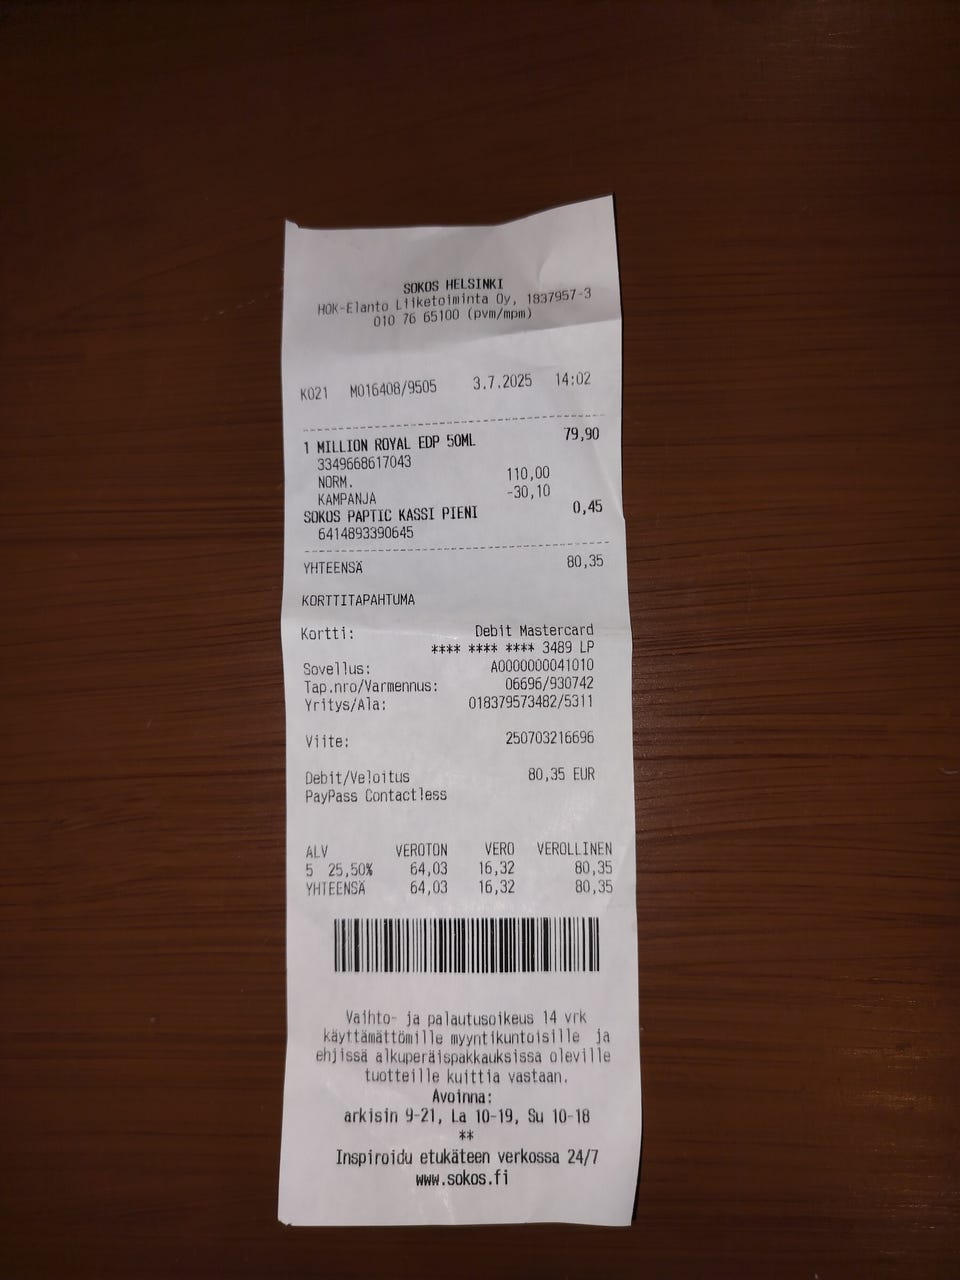 SOKOS HELSINKI
HOK-Elanto Liiketoiminta Oy, 1837957-3
010 76 65100 (pvm/mpm)
K021 M016408/9505 3.7.2025 14:02
1 MILLION ROYAL EDP 50ML 79,90
3349668617043
NORM. 110,00
KAMPANJA -30,10
SOKOS PAPTIC KASSI PIENI 0,45
6414893390645
YHTEENSÄ 80,35
KORTTITAPAHTUMA
Kortti: Debit Mastercard
**** **** **** 3489 LP
Sovellus: A0000000041010
Tap.nro/Varmennus: 06696/930742
Yritys/Ala: 018379573482/5311
Viite: 250703216696
Debit/Veloitus 80,35 EUR
PayPass Contactless
ALV VEROTON VERO VEROLLINEN
5 25,50% 64,03 16,32 80,35
YHTEENSÄ 64,03 16,32 80,35
Vaihto- ja palautusoikeus 14 vrk
käyttämättömille myyntikuntoisille ja
ehjissä alkuperäispakkauksissa oleville
tuotteille kuittia vastaan.
Avoinna:
arkisin 9-21, La 10-19, Su 10-18
**
Inspiroidu etukäteen verkossa 24/7
www.sokos.fi